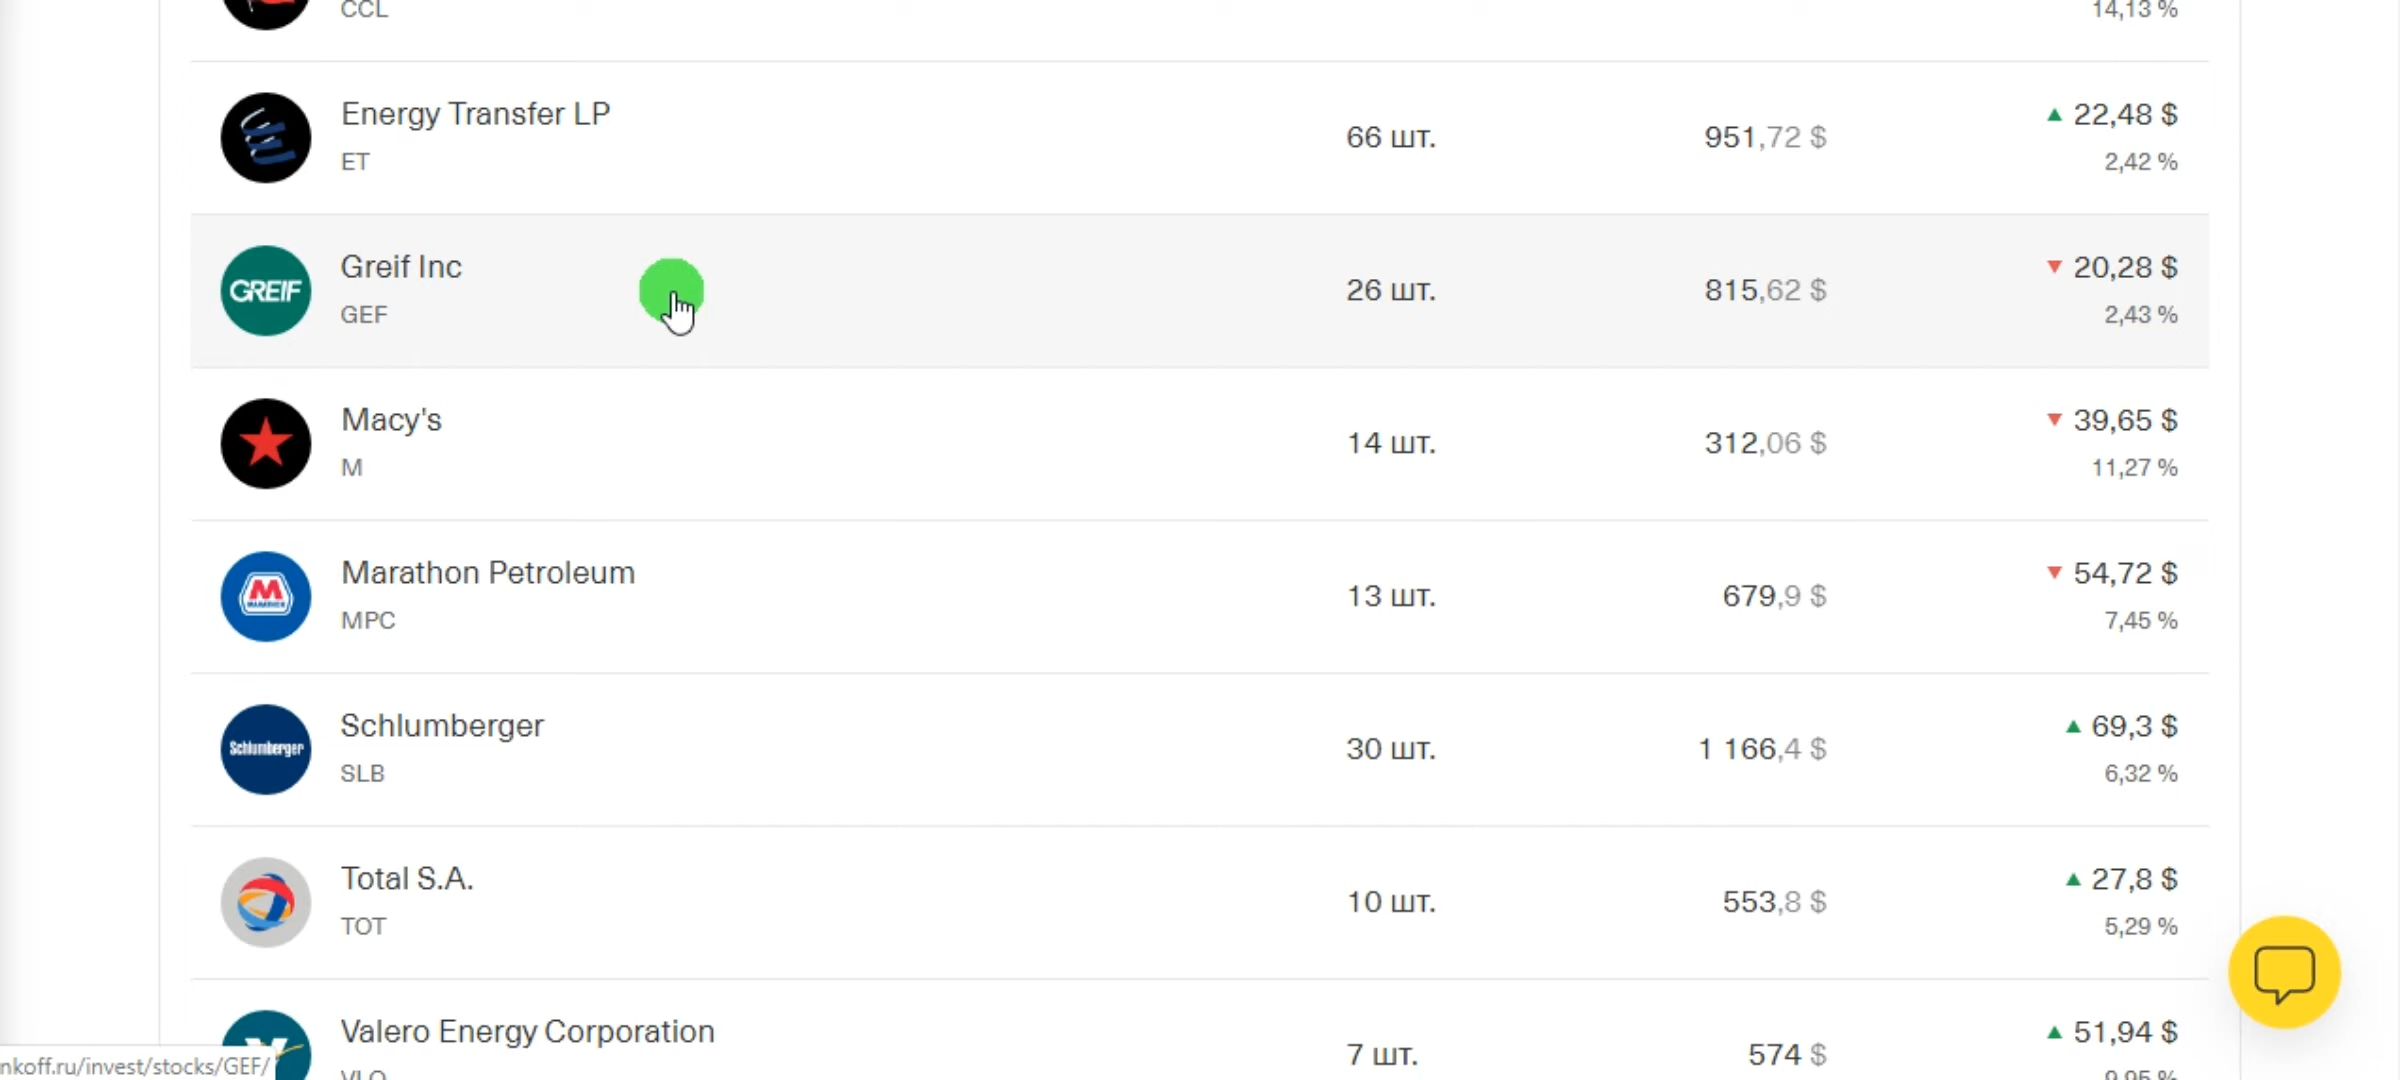 CCL
14,13 %
Energy Transfer LP
ET
66 шт.
951,72 $
▲ 22,48 $
2,42 %
GREIF
Greif Inc
GEF
26 шт.
815,62 $
▼ 20,28 $
2,43 %
Macy's
M
14 шт.
312,06 $
▼ 39,65 $
11,27 %
M
MARATHON
Marathon Petroleum
MPC
13 шт.
679,9 $
▼ 54,72 $
7,45 %
Schlumberger
Schlumberger
SLB
30 шт.
1 166,4 $
▲ 69,3 $
6,32 %
Total S.A.
TOT
10 шт.
553,8 $
▲ 27,8 $
5,29 %
Valero Energy Corporation
VLO
7 шт.
574 $
▲ 51,94 $
9,95 %
nkoff.ru/invest/stocks/GEF/